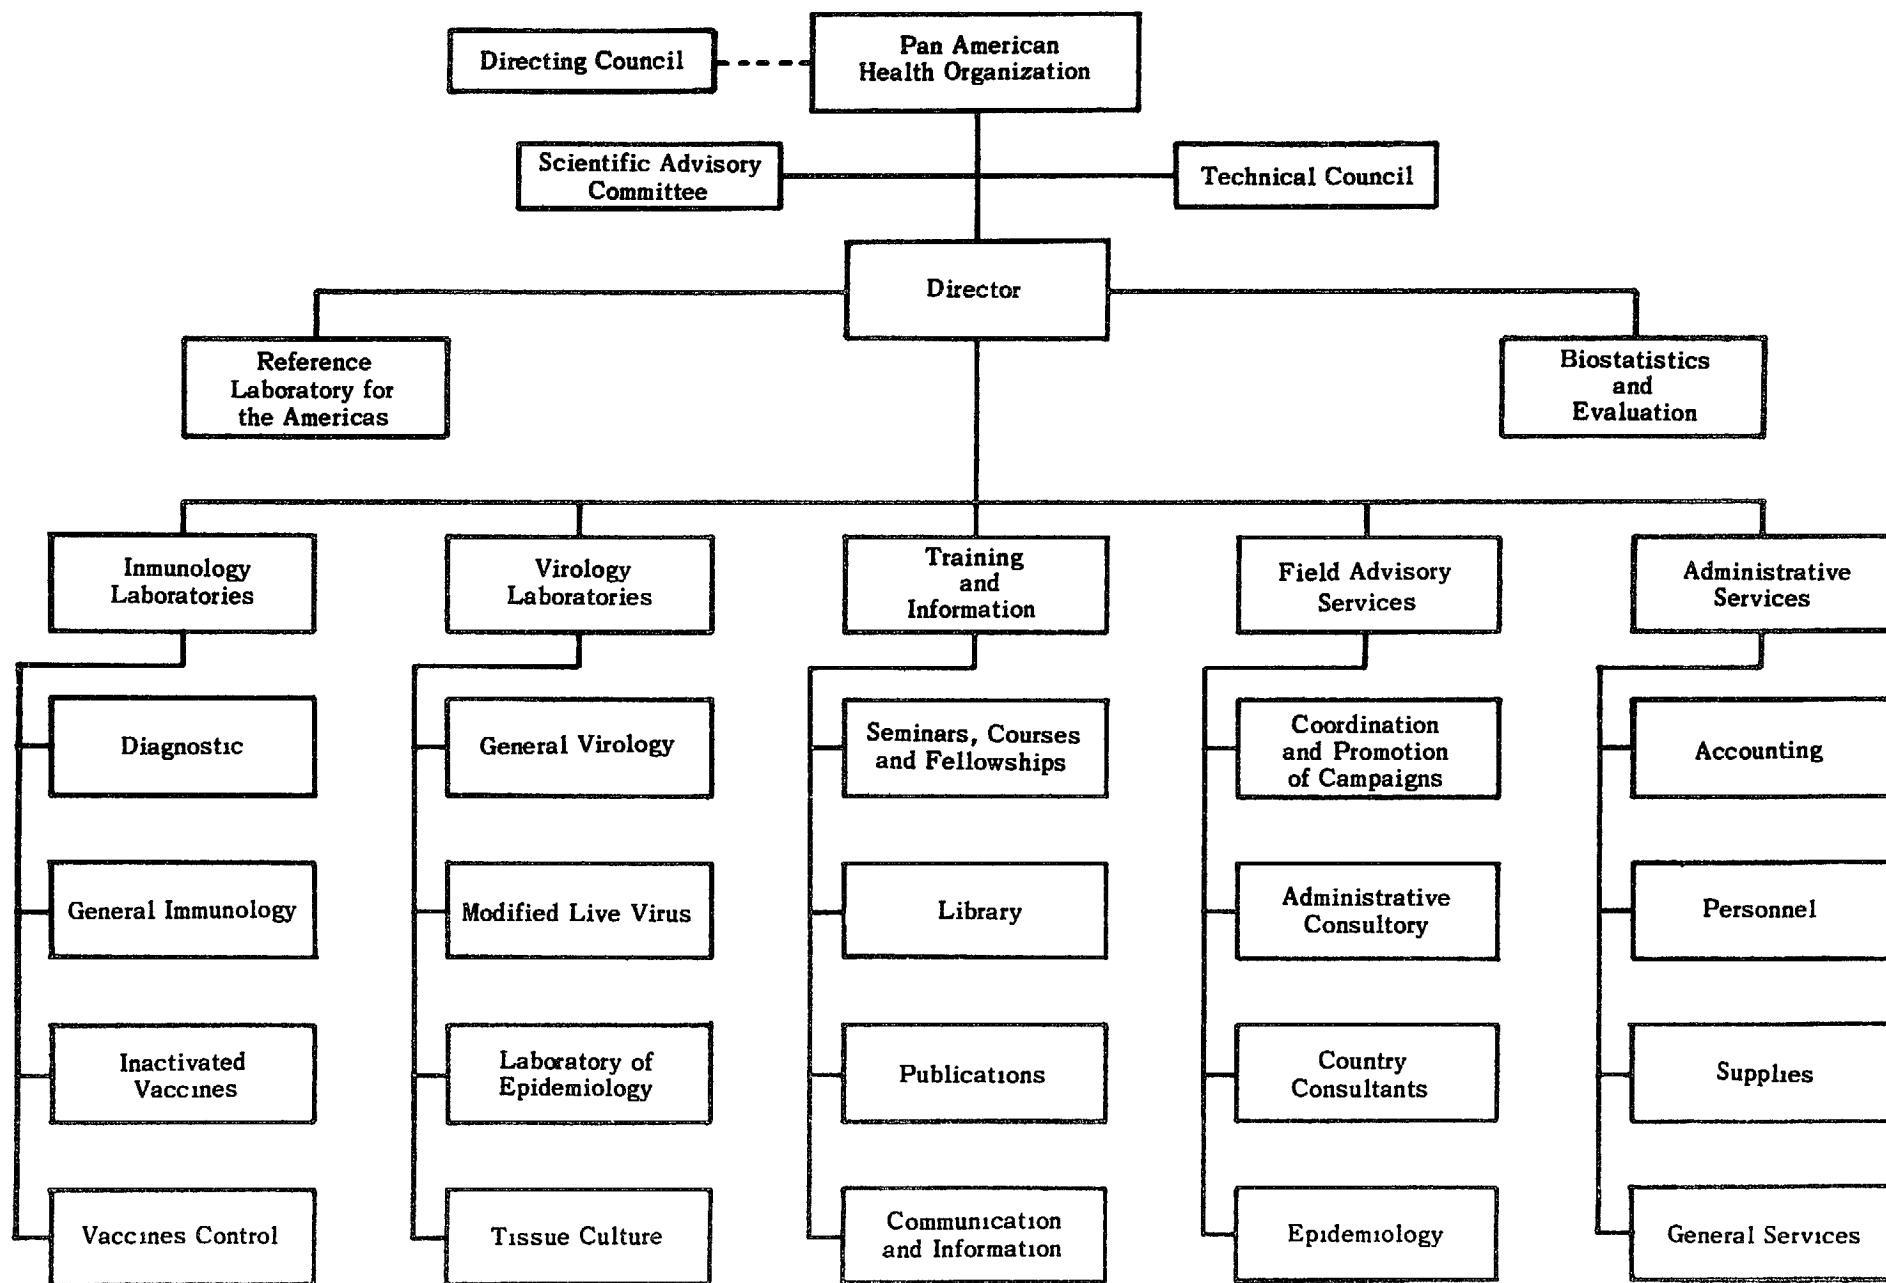 Directing Council
Pan American
Health Organization
Scientific Advisory
Committee
Technical Council
Director
Reference
Laboratory for
the Americas
Biostatistics
and
Evaluation
Inmunology
Laboratories
Virology
Laboratories
Training
and
Information
Field Advisory
Services
Administrative
Services
Diagnostic
General Virology
Seminars, Courses
and Fellowships
Coordination
and Promotion
of Campaigns
Accounting
General Immunology
Modified Live Virus
Library
Administrative
Consultory
Personnel
Inactivated
Vaccines
Laboratory of
Epidemiology
Publications
Country
Consultants
Supplies
Vaccines Control
Tissue Culture
Communication
and Information
Epidemiology
General Services